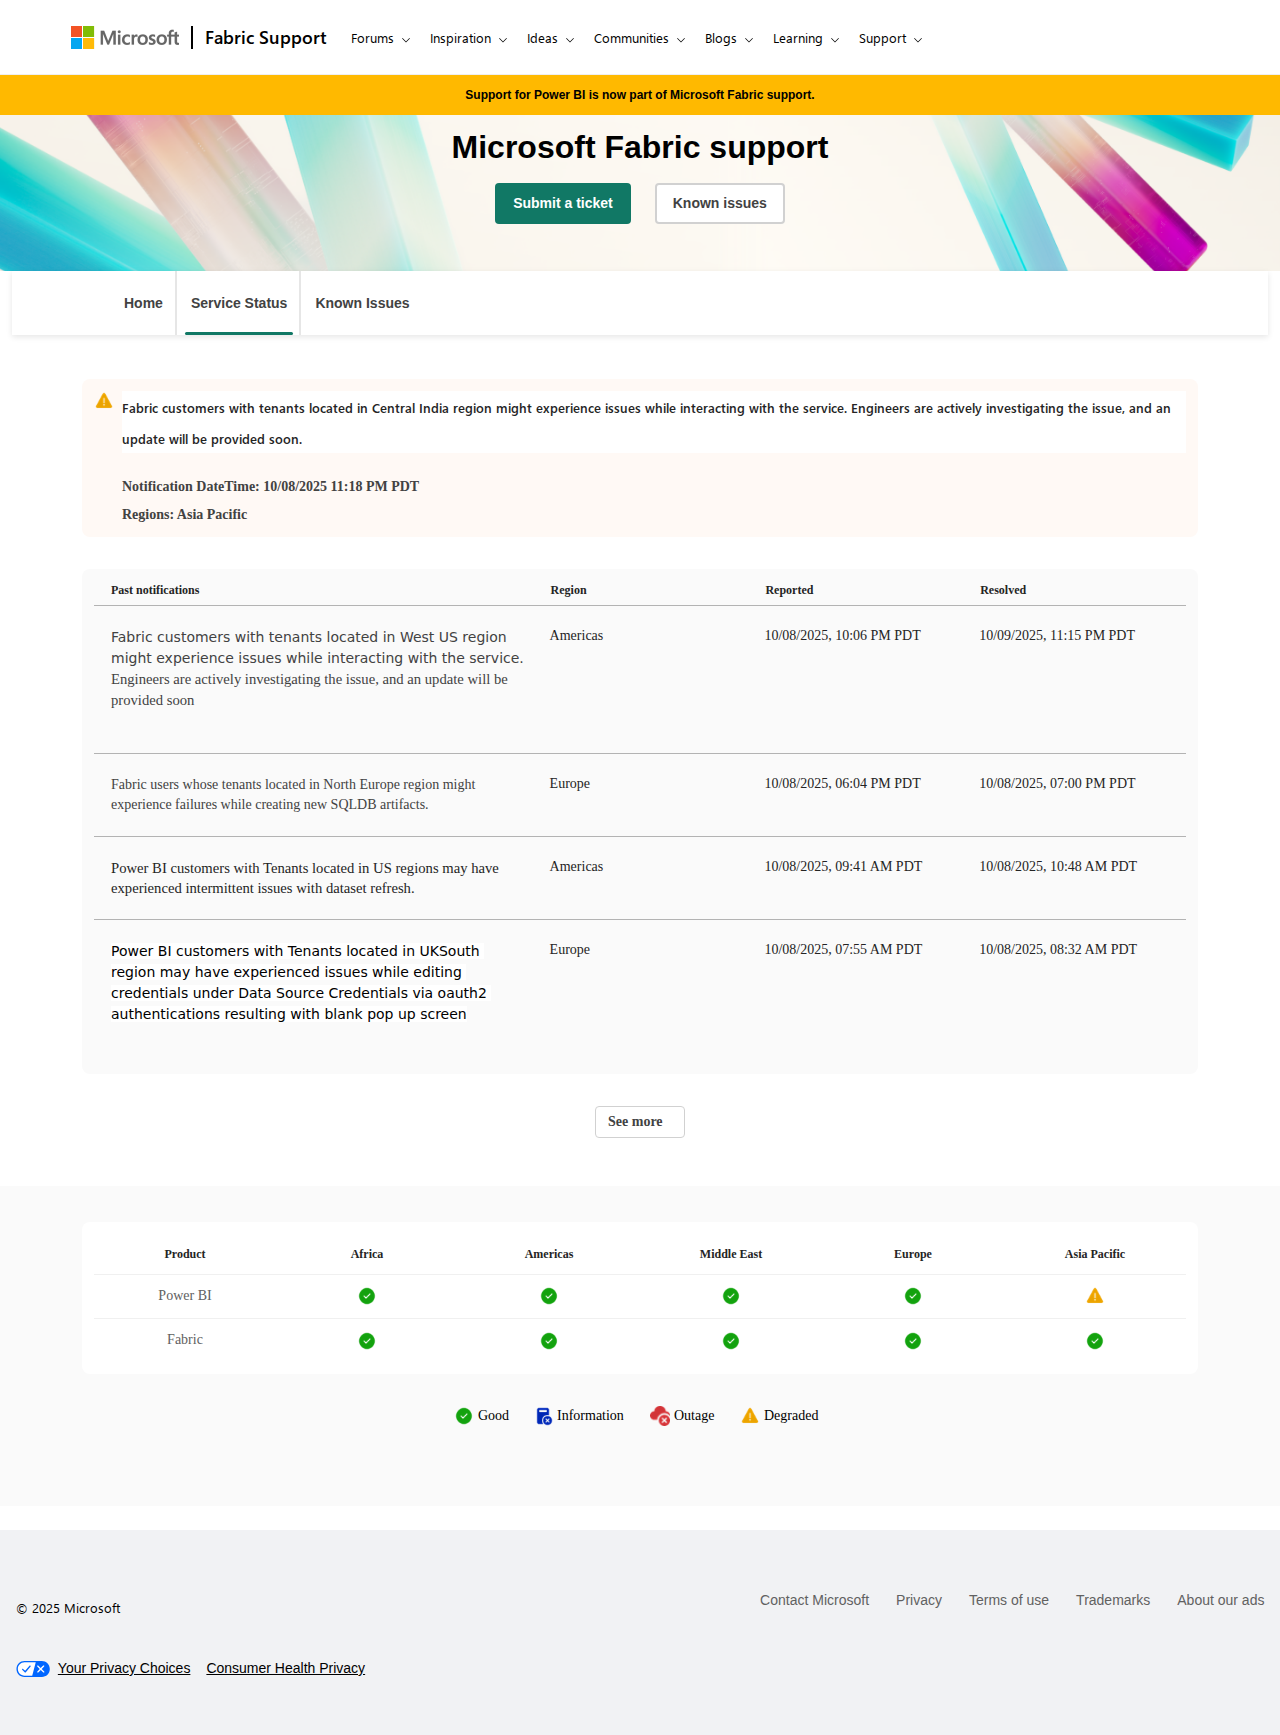 Microsoft | Fabric Support Forums Inspiration Ideas Communities Blogs Learning Support
Support for Power BI is now part of Microsoft Fabric support.
Microsoft Fabric support
Submit a ticket Known issues
Home Service Status Known Issues
Fabric customers with tenants located in Central India region might experience issues while interacting with the service. Engineers are actively investigating the issue, and an
update will be provided soon.
Notification DateTime: 10/08/2025 11:18 PM PDT
Regions: Asia Pacific
Past notifications Region Reported Resolved
Fabric customers with tenants located in West US region Americas 10/08/2025, 10:06 PM PDT 10/09/2025, 11:15 PM PDT
might experience issues while interacting with the service.
Engineers are actively investigating the issue, and an update will be
provided soon
Fabric users whose tenants located in North Europe region might Europe 10/08/2025, 06:04 PM PDT 10/08/2025, 07:00 PM PDT
experience failures while creating new SQLDB artifacts.
Power BI customers with Tenants located in US regions may have Americas 10/08/2025, 09:41 AM PDT 10/08/2025, 10:48 AM PDT
experienced intermittent issues with dataset refresh.
Power BI customers with Tenants located in UKSouth Europe 10/08/2025, 07:55 AM PDT 10/08/2025, 08:32 AM PDT
region may have experienced issues while editing
credentials under Data Source Credentials via oauth2
authentications resulting with blank pop up screen
See more
Product Africa Americas Middle East Europe Asia Pacific
Power BI
Fabric
Good Information Outage Degraded
Contact Microsoft Privacy Terms of use Trademarks About our ads
© 2025 Microsoft
Your Privacy Choices Consumer Health Privacy